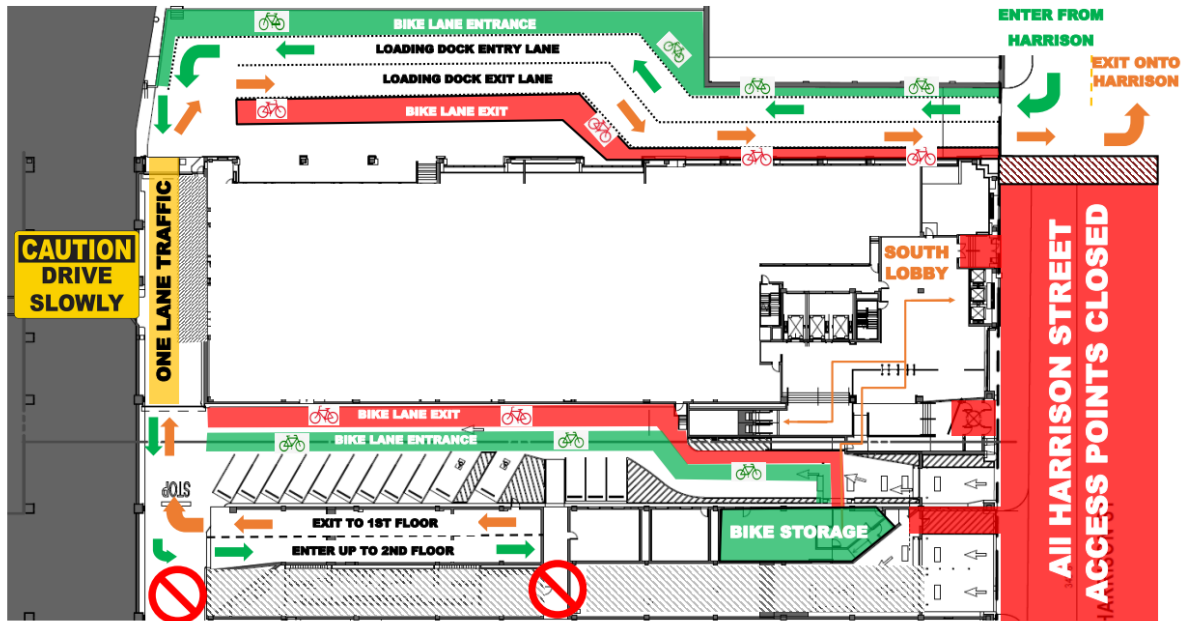 BIKE LANE ENTRANCE
ENTER FROM
HARRISON
LOADING DOCK ENTRY LANE
EXIT ONTO
HARRISON
LOADING DOCK EXIT LANE
BIKE LANE EXIT
ONE LANE TRAFFIC
CAUTION
DRIVE
SLOWLY
SOUTH
LOBBY
All HARRISON STREET
ACCESS POINTS CLOSED
BIKE LANE EXIT
BIKE LANE ENTRANCE
STOP
EXIT TO 1ST FLOOR
ENTER UP TO 2ND FLOOR
BIKE STORAGE
HARRISON ST